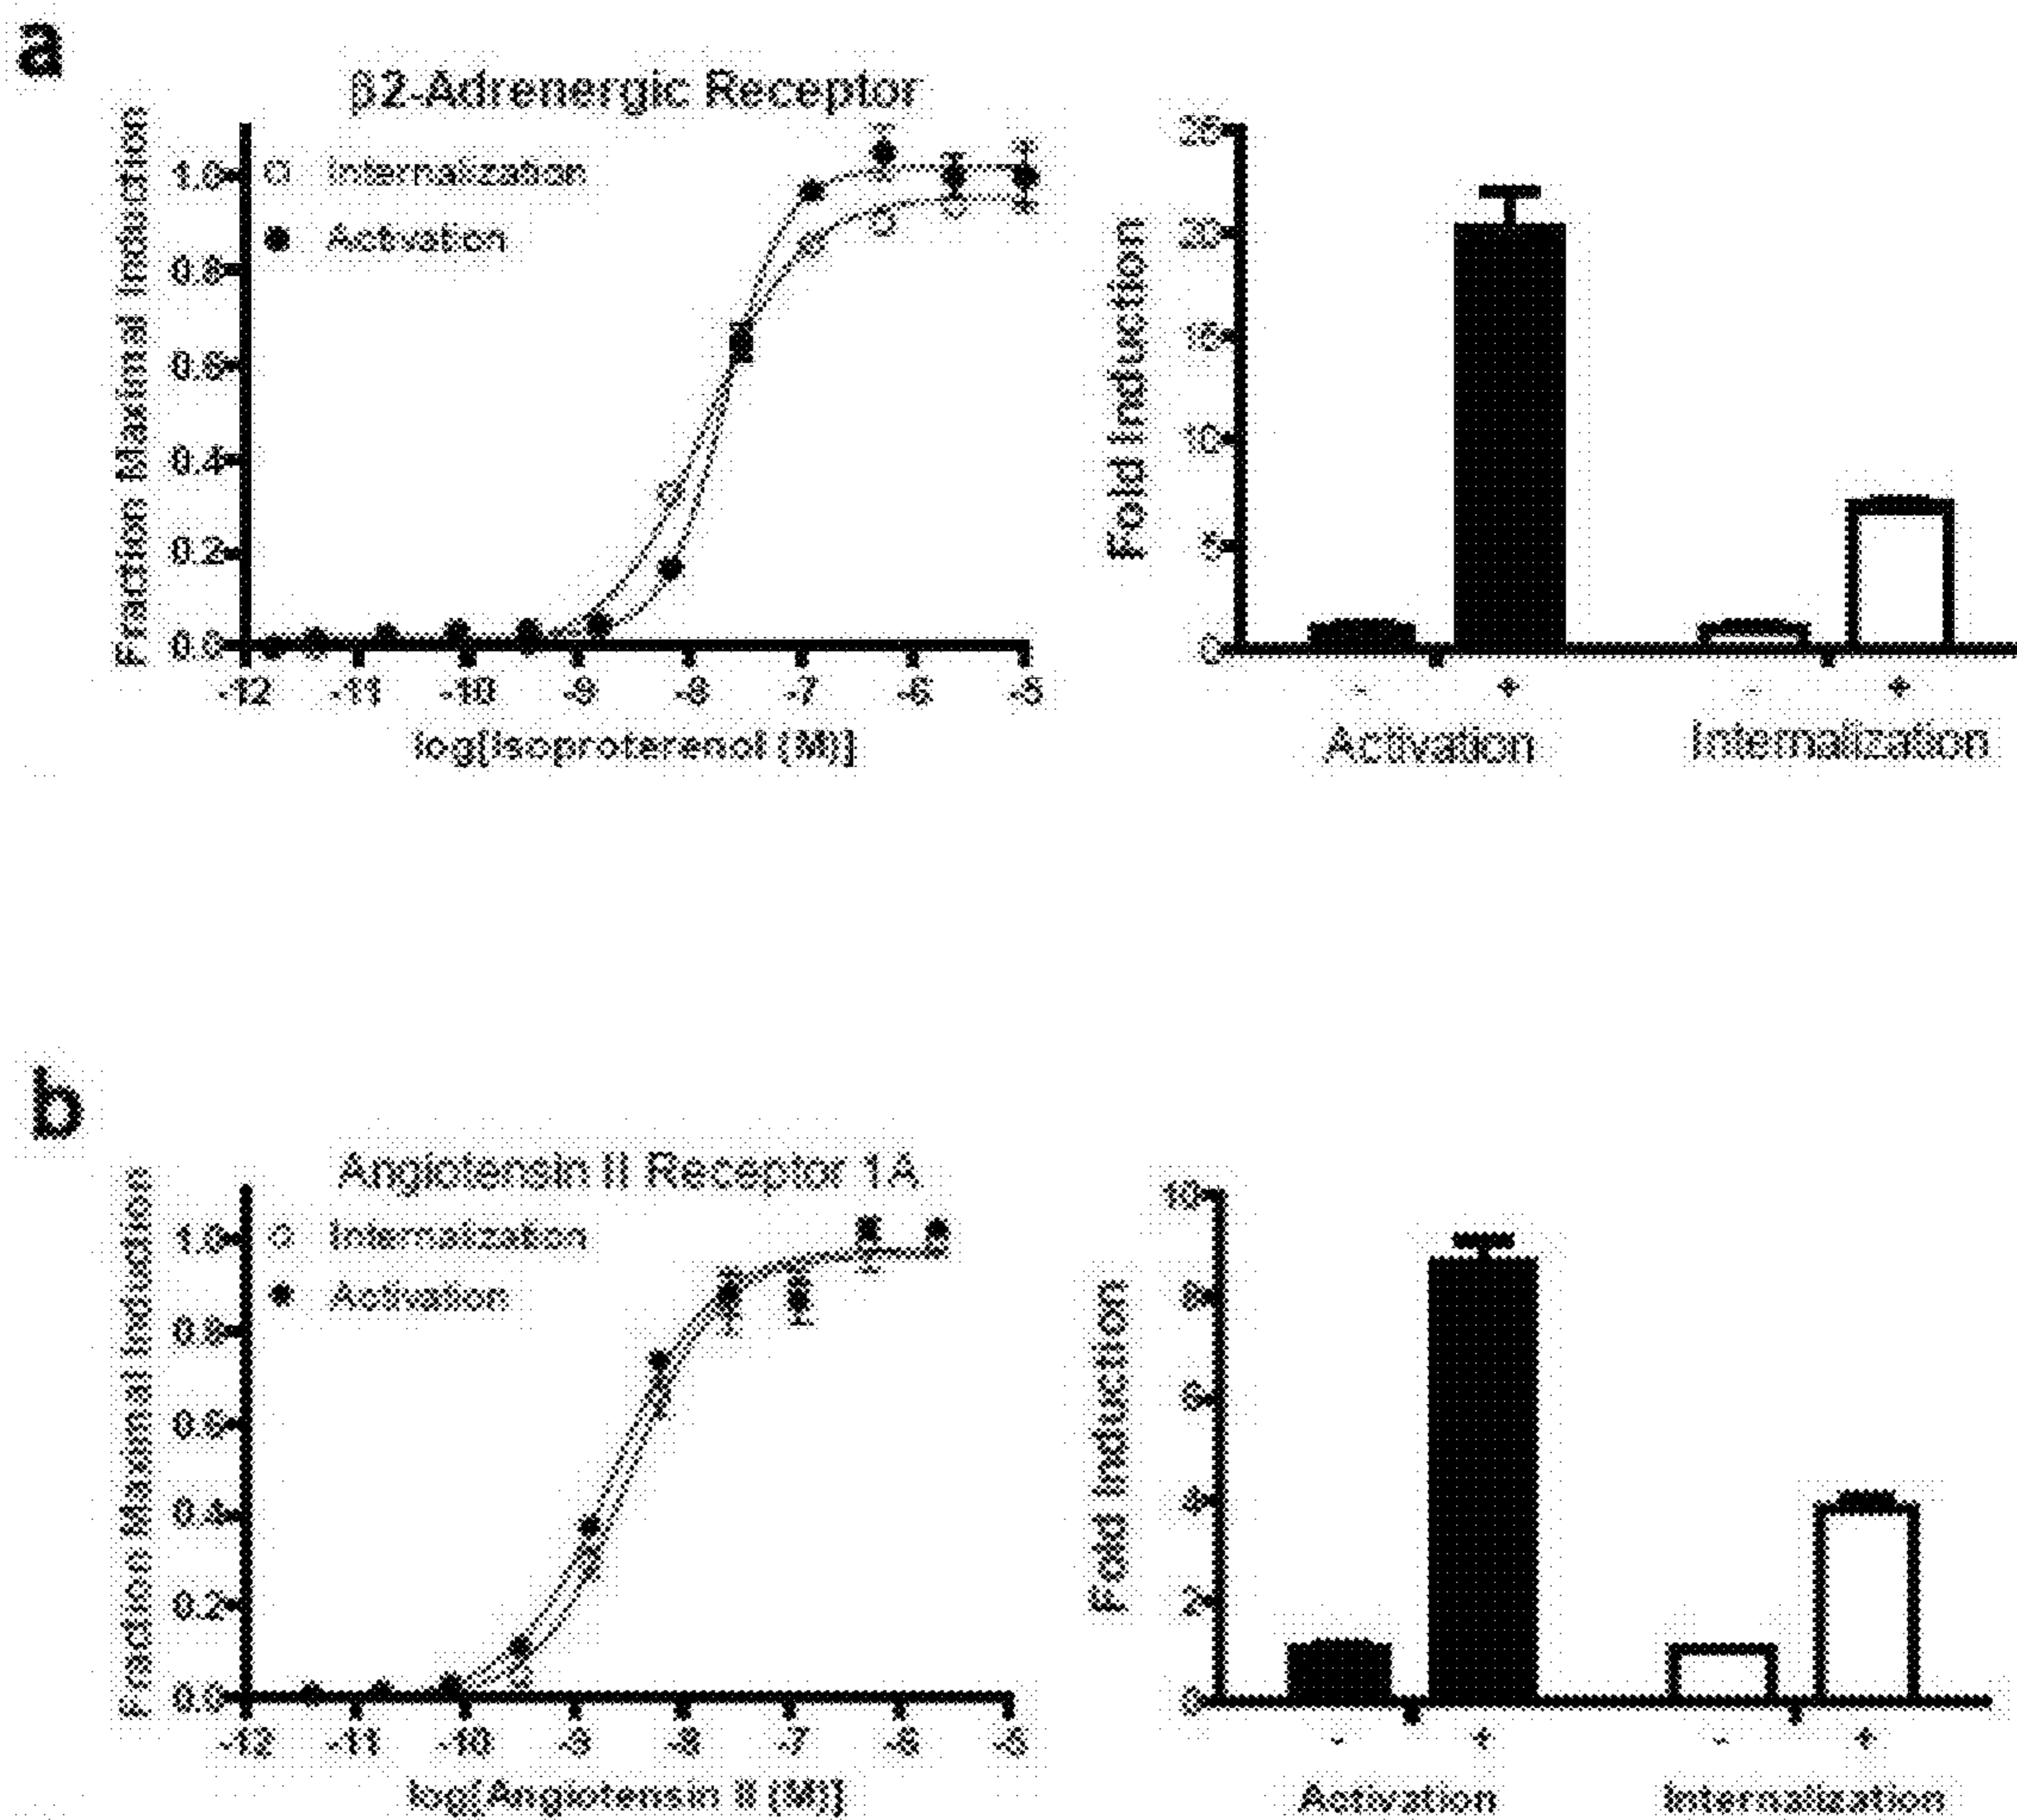 a
β2-Adrenergic Receptor
Fraction Maximal Induction
1.0
0.8
0.6
0.4
0.2
0.0
Internalization
Activation
-12 -11 -10 -9 -8 -7 -6 -5
log[Isoproterenol (M)]
Fold Induction
25
20
15
10
5
0
- + - +
Activation Internalization
b
Angiotensin II Receptor 1A
Fraction Maximal Induction
1.0
0.8
0.6
0.4
0.2
0.0
Internalization
Activation
-12 -11 -10 -9 -8 -7 -6 -5
log[Angiotensin II (M)]
Fold Induction
10
8
6
4
2
0
- + - +
Activation Internalization